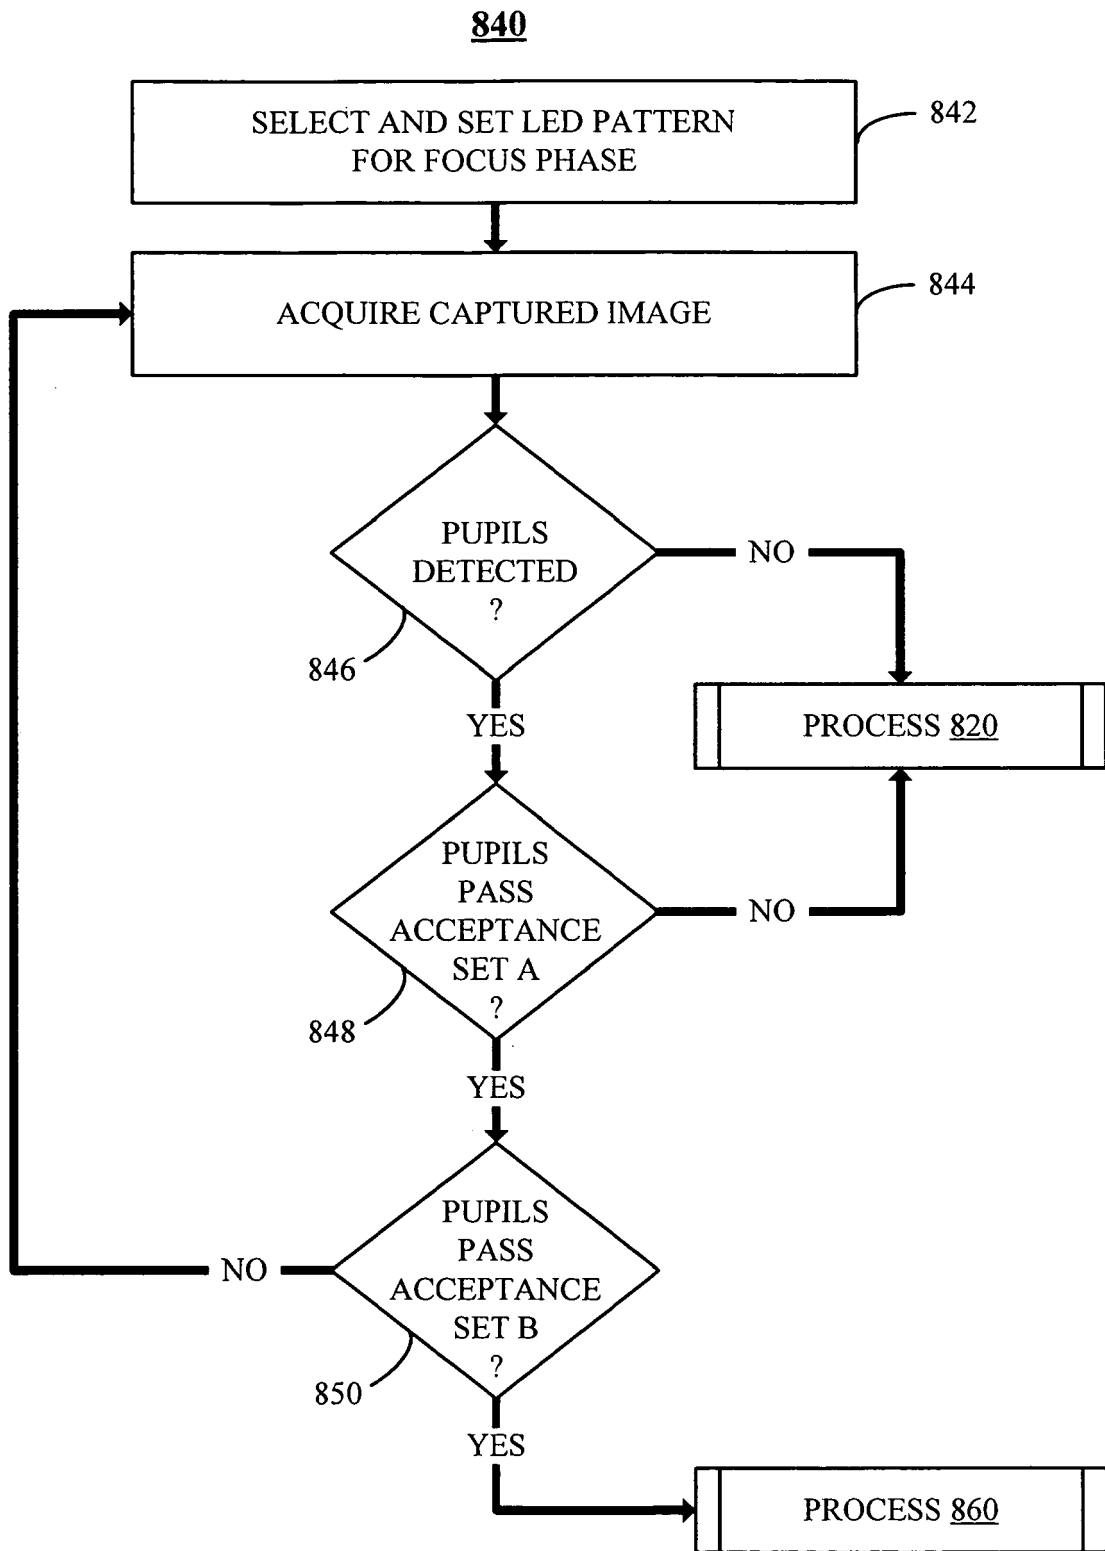 840
SELECT AND SET LED PATTERN
FOR FOCUS PHASE
842
ACQUIRE CAPTURED IMAGE
844
PUPILS
DETECTED
?
846
NO
YES
PROCESS 820
PUPILS
PASS
ACCEPTANCE
SET A
?
848
NO
YES
PUPILS
PASS
ACCEPTANCE
SET B
?
850
NO
YES
PROCESS 860